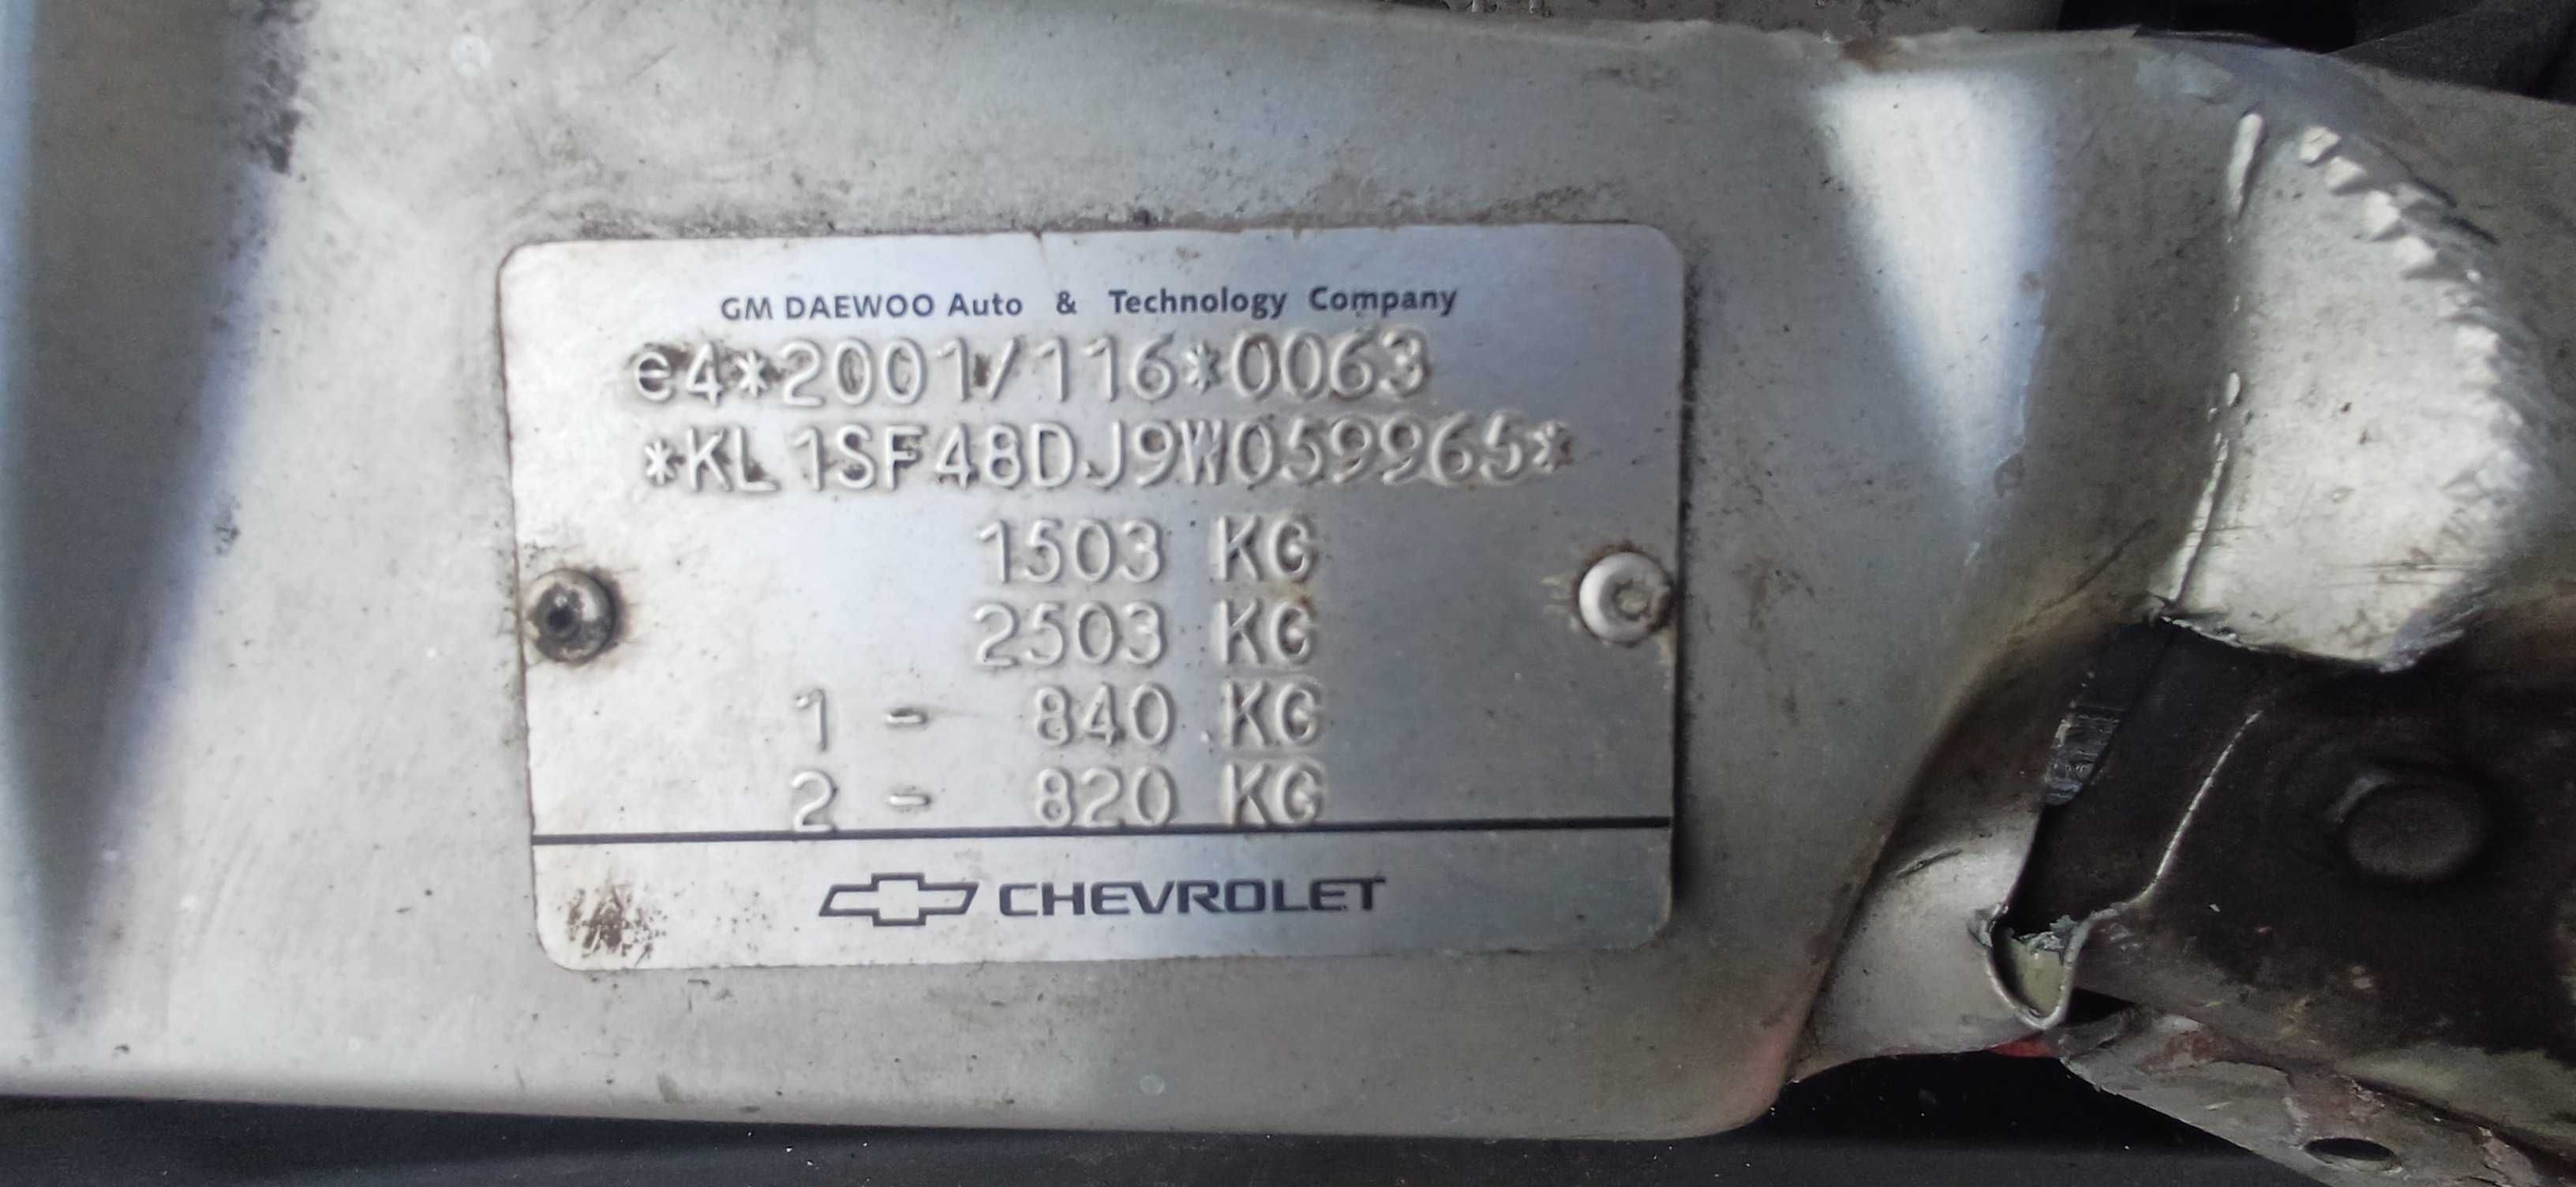 GM DAEWOO Auto & Technology Company
e4*2001/116*0063
*KL1SF48DJ9W059965*
1503 KG
2503 KG
1 - 840 KG
2 - 820 KG
CHEVROLET